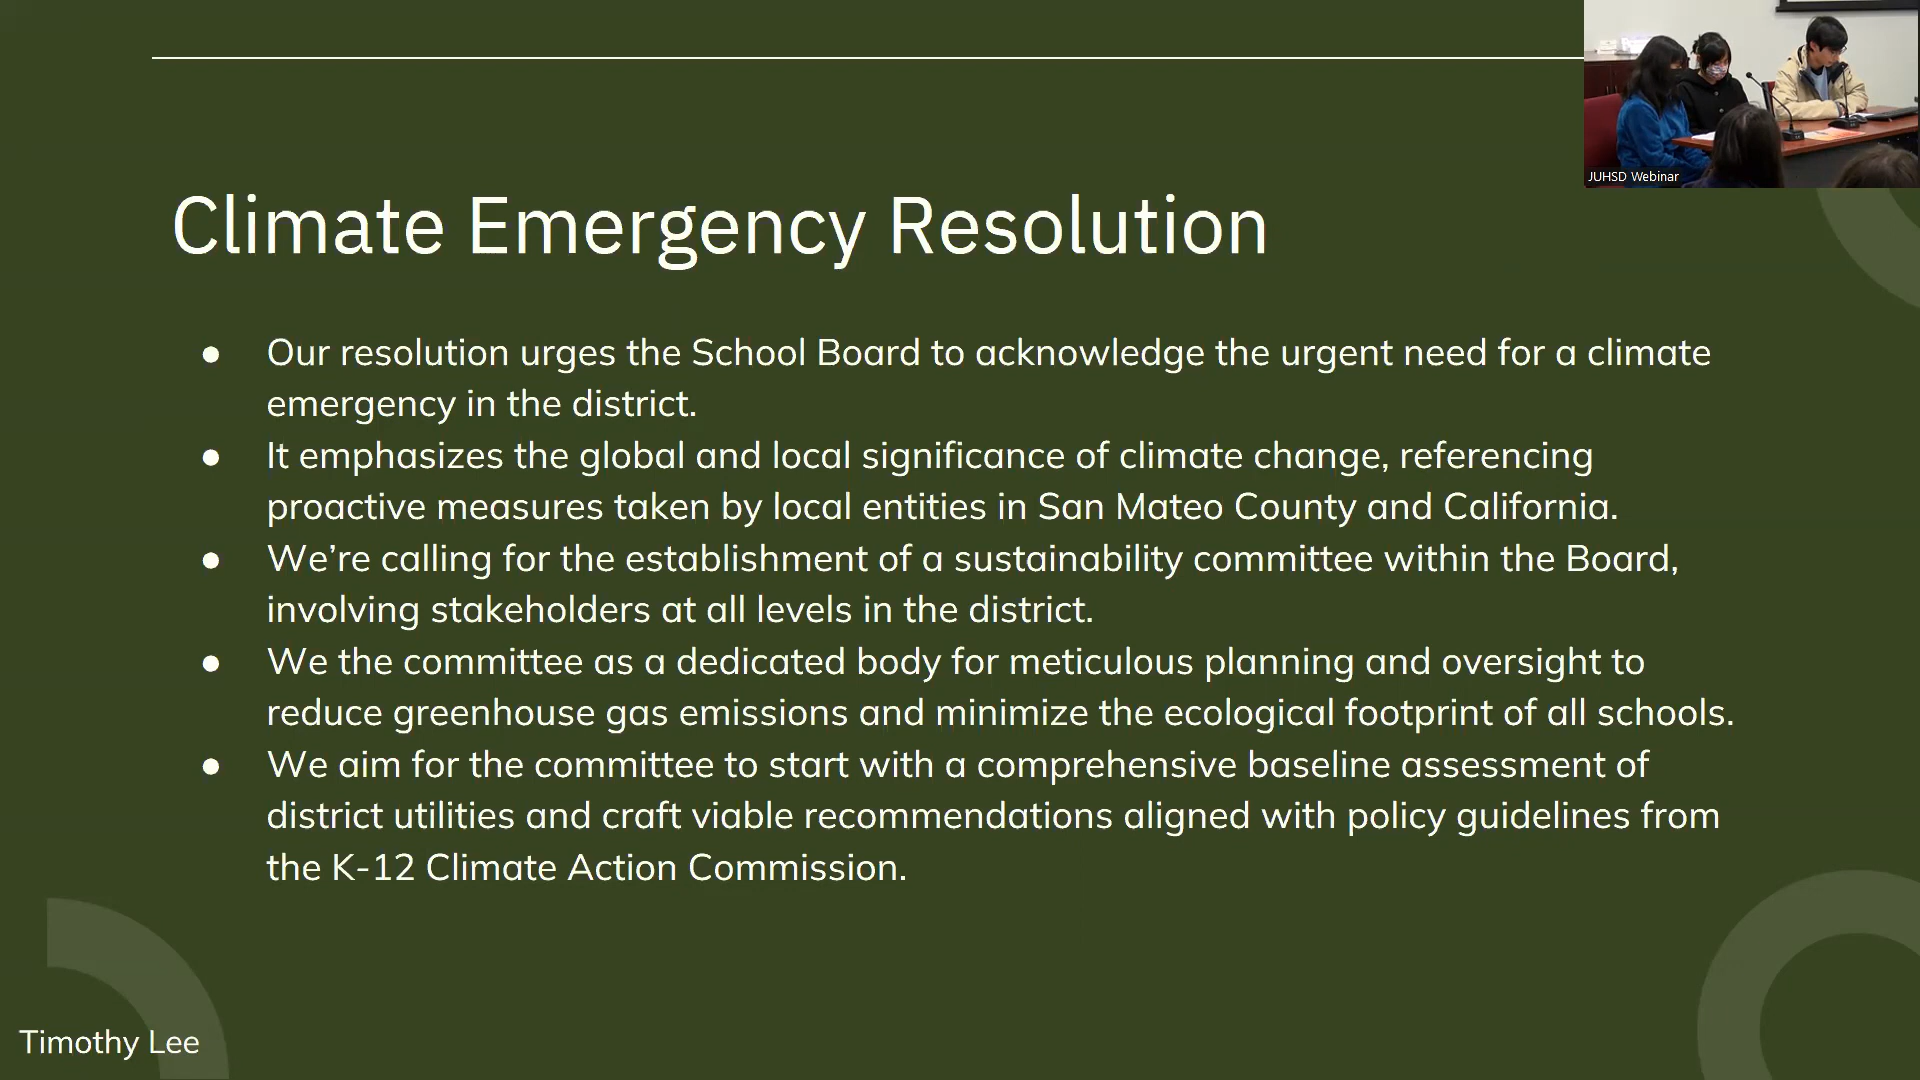 JUHSD Webinar
Climate Emergency Resolution
● Our resolution urges the School Board to acknowledge the urgent need for a climate
emergency in the district.
● It emphasizes the global and local significance of climate change, referencing
proactive measures taken by local entities in San Mateo County and California.
● We’re calling for the establishment of a sustainability committee within the Board,
involving stakeholders at all levels in the district.
● We the committee as a dedicated body for meticulous planning and oversight to
reduce greenhouse gas emissions and minimize the ecological footprint of all schools.
● We aim for the committee to start with a comprehensive baseline assessment of
district utilities and craft viable recommendations aligned with policy guidelines from
the K-12 Climate Action Commission.
Timothy Lee